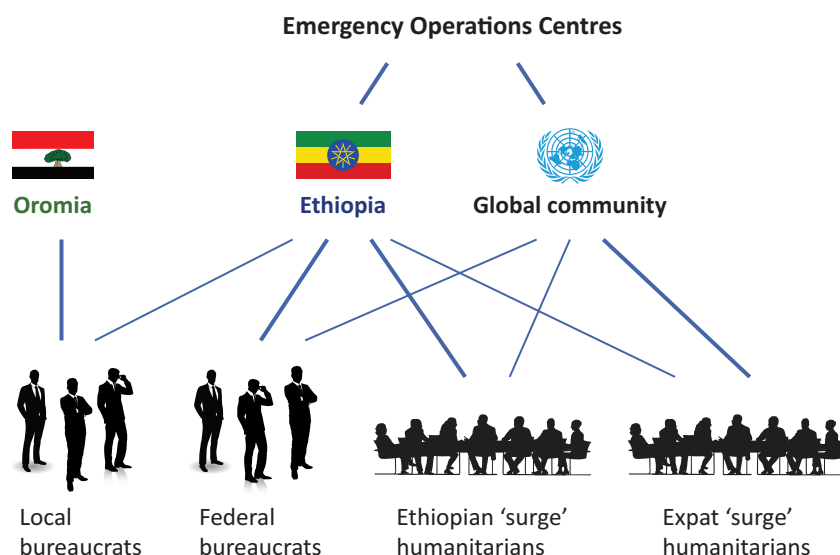 Emergency Operations Centres
Oromia
Ethiopia
Global community
Local
bureaucrats
Federal
bureaucrats
Ethiopian ‘surge’
humanitarians
Expat ‘surge’
humanitarians